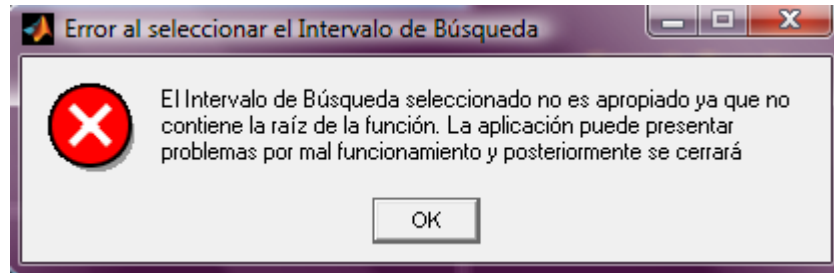 Error al seleccionar el Intervalo de Búsqueda
El Intervalo de Búsqueda seleccionado no es apropiado ya que no
contiene la raíz de la función. La aplicación puede presentar
problemas por mal funcionamiento y posteriormente se cerrará
OK